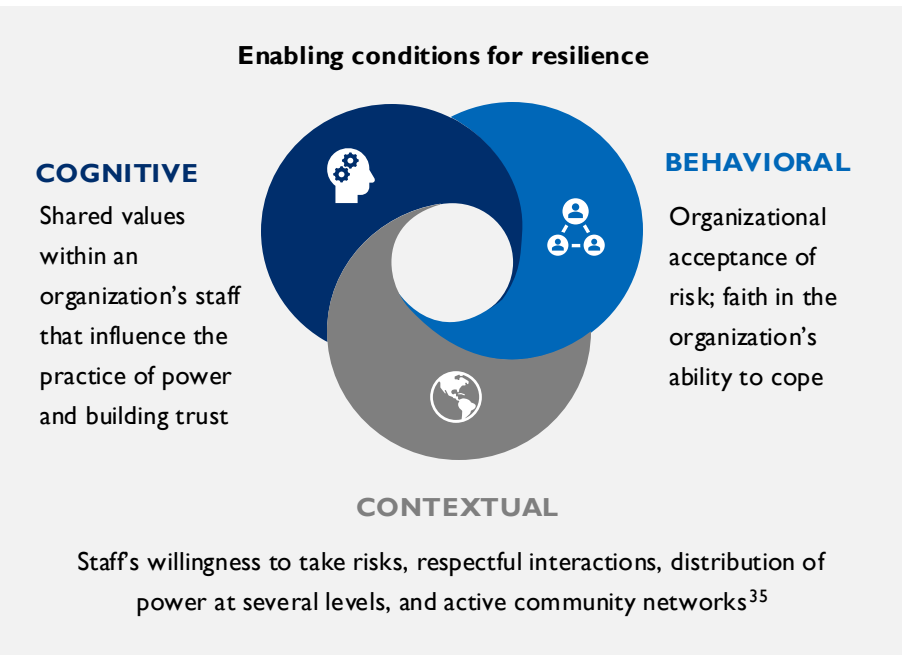 Enabling conditions for resilience
COGNITIVE
Shared values
within an
organization’s staff
that influence the
practice of power
and building trust
BEHAVIORAL
Organizational
acceptance of
risk; faith in the
organization’s
ability to cope
CONTEXTUAL
Staff’s willingness to take risks, respectful interactions, distribution of
power at several levels, and active community networks³⁵